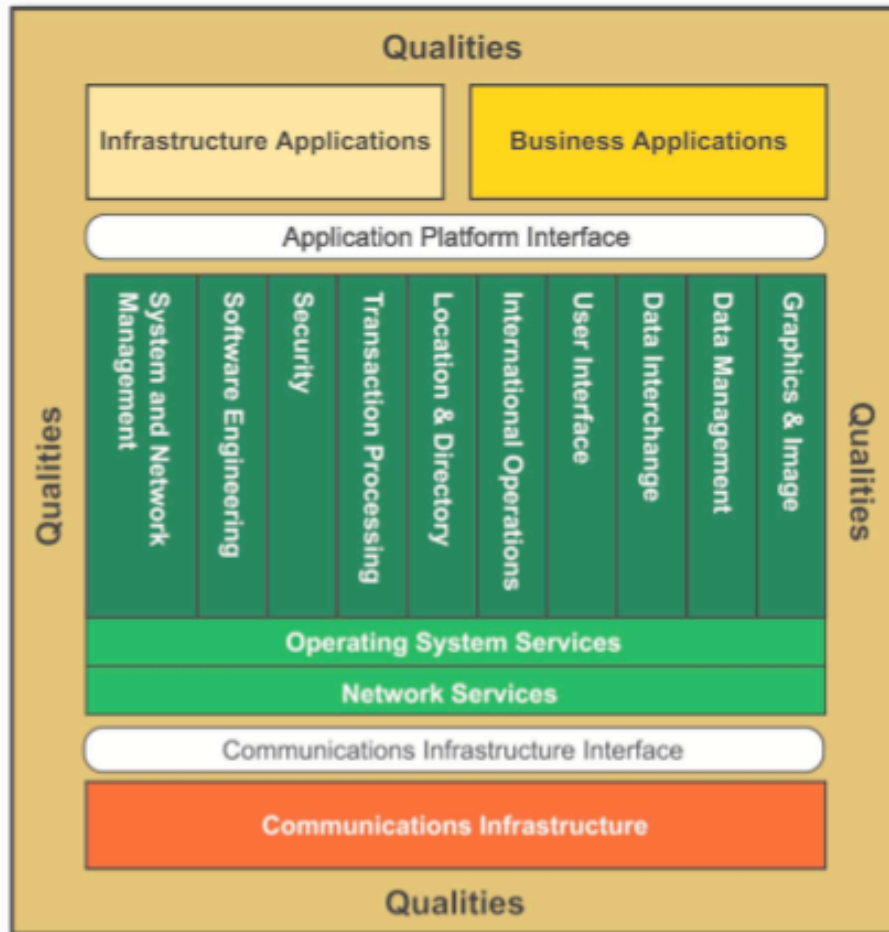 Qualities
Infrastructure Applications
Business Applications
Application Platform Interface
Qualities
System and Network
Management
Software Engineering
Security
Transaction Processing
Location & Directory
International Operations
User Interface
Data Interchange
Data Management
Graphics & Image
Qualities
Operating System Services
Network Services
Communications Infrastructure Interface
Communications Infrastructure
Qualities